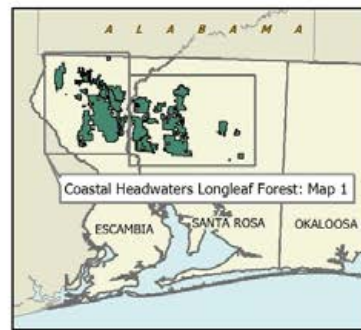 A L A B A M A
Coastal Headwaters Longleaf Forest: Map 1
ESCAMBIA
SANTA ROSA
OKALOOSA